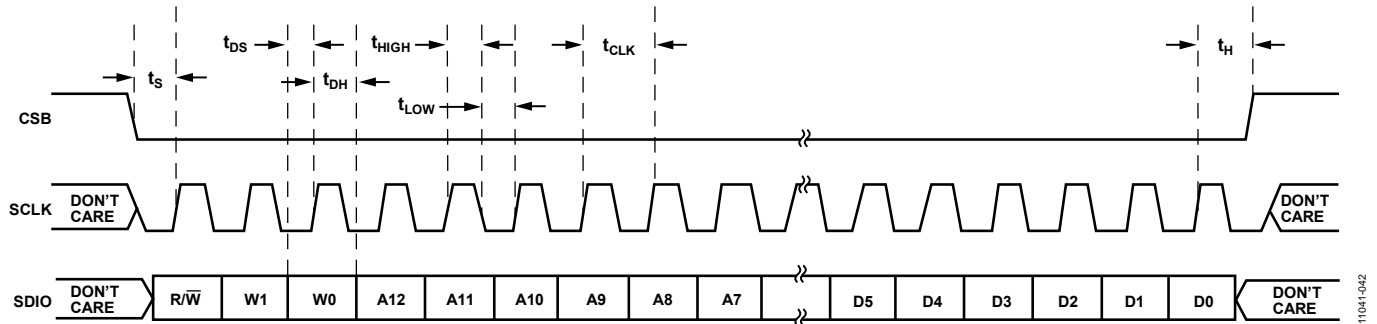 tDS
tHIGH
tCLK
tH
tS
tDH
tLOW
CSB
SCLK
DON'T
CARE
DON'T
CARE
SDIO
DON'T
CARE
R/W̅
W1
W0
A12
A11
A10
A9
A8
A7
D5
D4
D3
D2
D1
D0
DON'T
CARE
11041-042